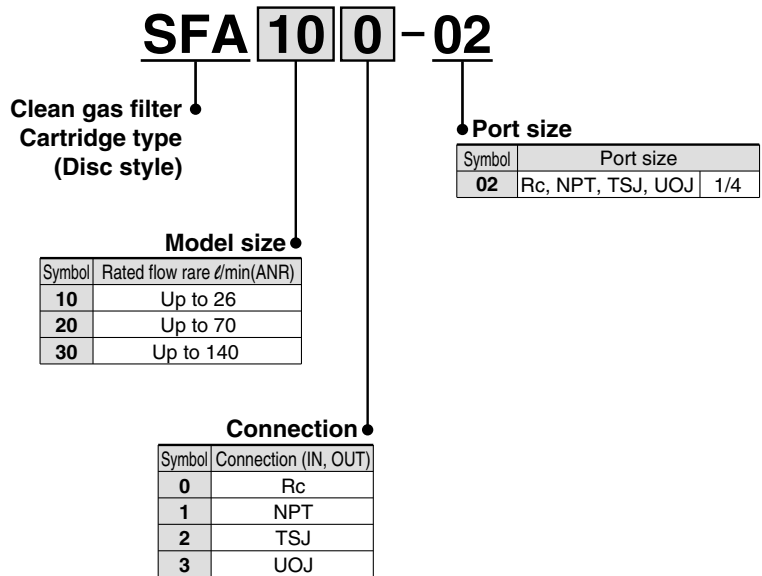 SFA 10 0 - 02
Clean gas filter
Cartridge type
(Disc style)
Port size
Symbol Port size
02 Rc, NPT, TSJ, UOJ 1/4
Model size
Symbol Rated flow rare ℓ/min(ANR)
10 Up to 26
20 Up to 70
30 Up to 140
Connection
Symbol Connection (IN, OUT)
0 Rc
1 NPT
2 TSJ
3 UOJ